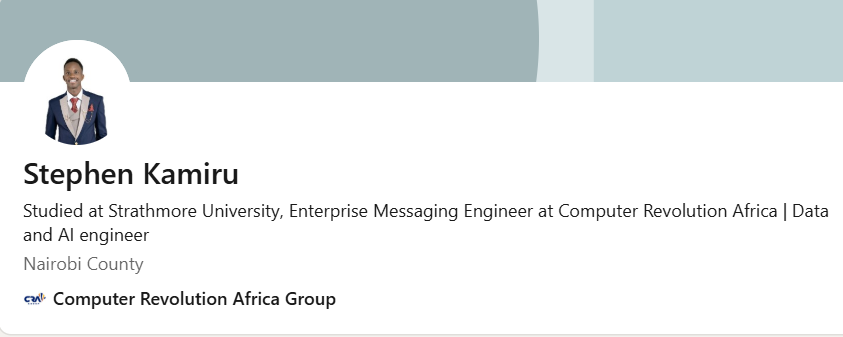 Stephen Kamiru
Studied at Strathmore University, Enterprise Messaging Engineer at Computer Revolution Africa | Data
and AI engineer
Nairobi County
CRA Computer Revolution Africa Group